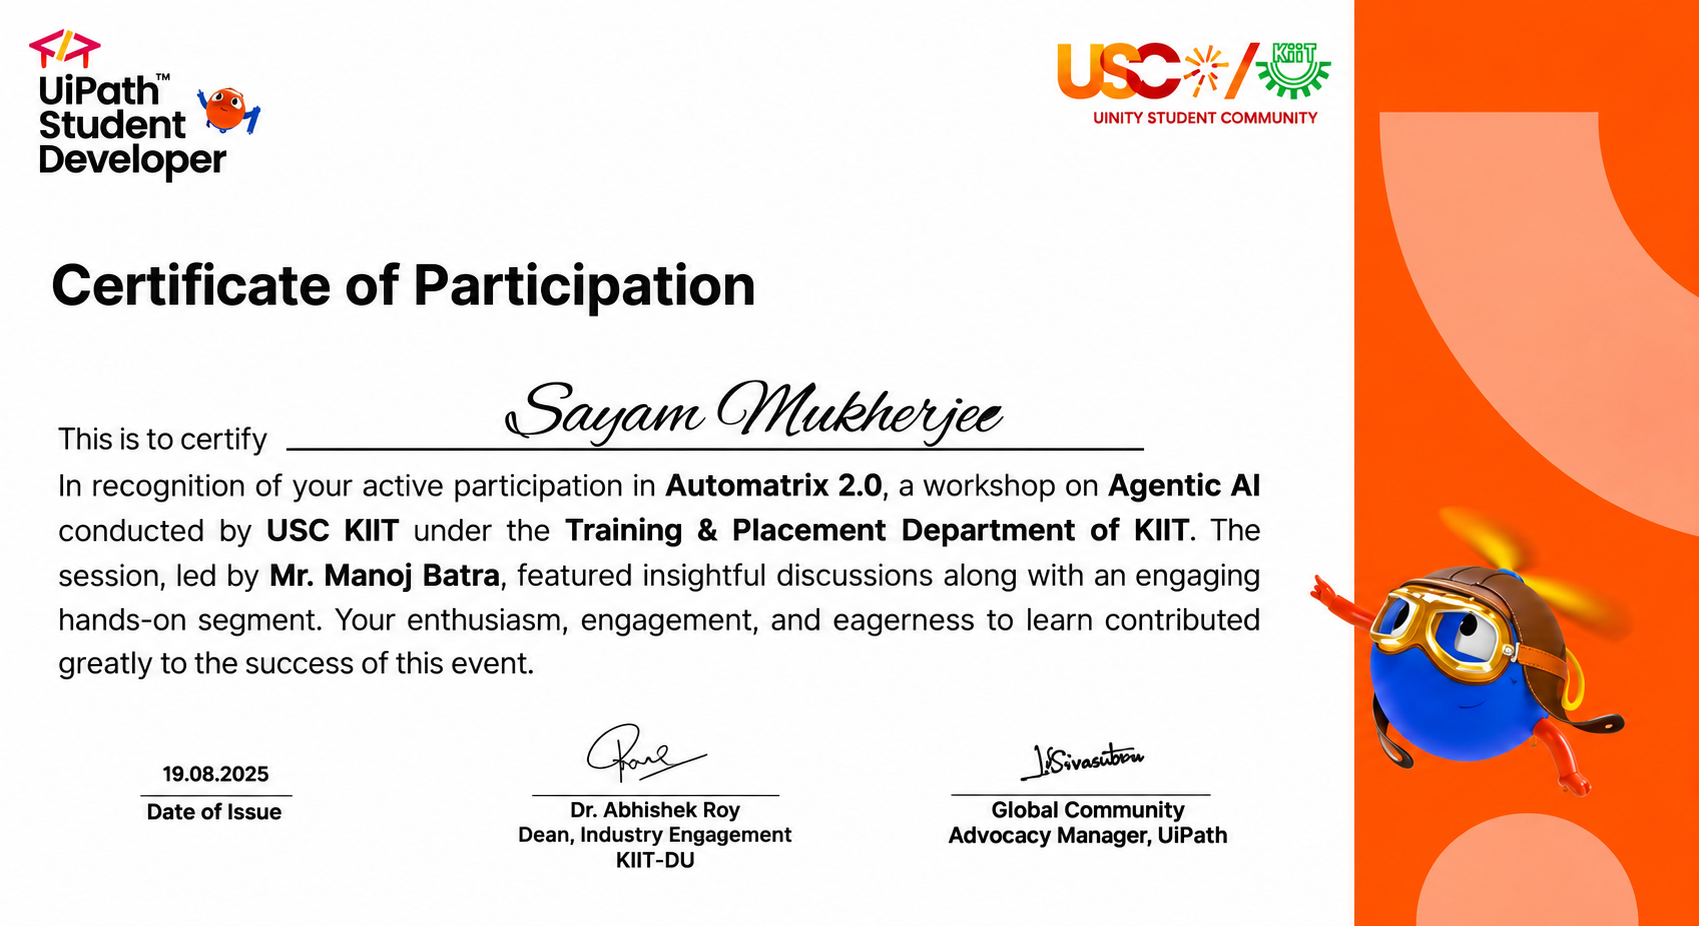 UiPath™
Student
Developer
USC / KiiT
UINITY STUDENT COMMUNITY
Certificate of Participation
Sayam Mukherjee
This is to certify
In recognition of your active participation in Automatrix 2.0, a workshop on Agentic AI
conducted by USC KIIT under the Training & Placement Department of KIIT. The
session, led by Mr. Manoj Batra, featured insightful discussions along with an engaging
hands-on segment. Your enthusiasm, engagement, and eagerness to learn contributed
greatly to the success of this event.
19.08.2025
Date of Issue
Dr. Abhishek Roy
Dean, Industry Engagement
KIIT-DU
Global Community
Advocacy Manager, UiPath